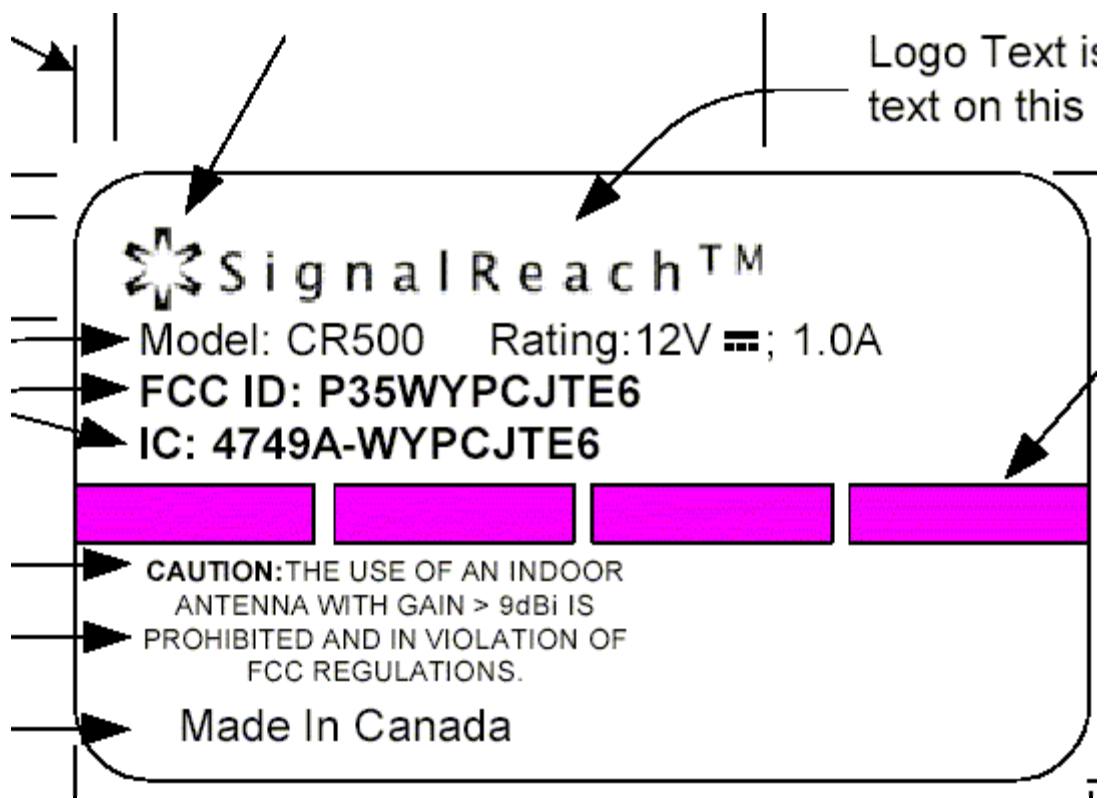 Logo Text is
text on this
SignalReach™
Model: CR500 Rating:12V ⎓; 1.0A
FCC ID: P35WYPCJTE6
IC: 4749A-WYPCJTE6
CAUTION:THE USE OF AN INDOOR
ANTENNA WITH GAIN > 9dBi IS
PROHIBITED AND IN VIOLATION OF
FCC REGULATIONS.
Made In Canada